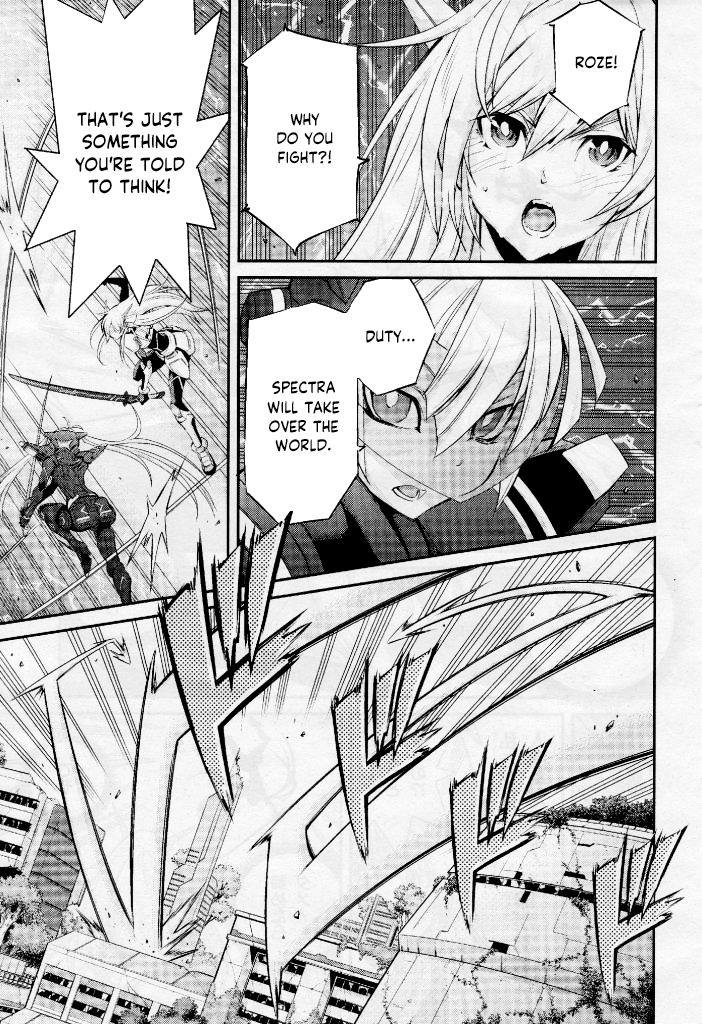 ROZE!
WHY
DO YOU
FIGHT?!
DUTY...
SPECTRA
WILL TAKE
OVER THE
WORLD.
THAT'S JUST
SOMETHING
YOU'RE TOLD
TO THINK!